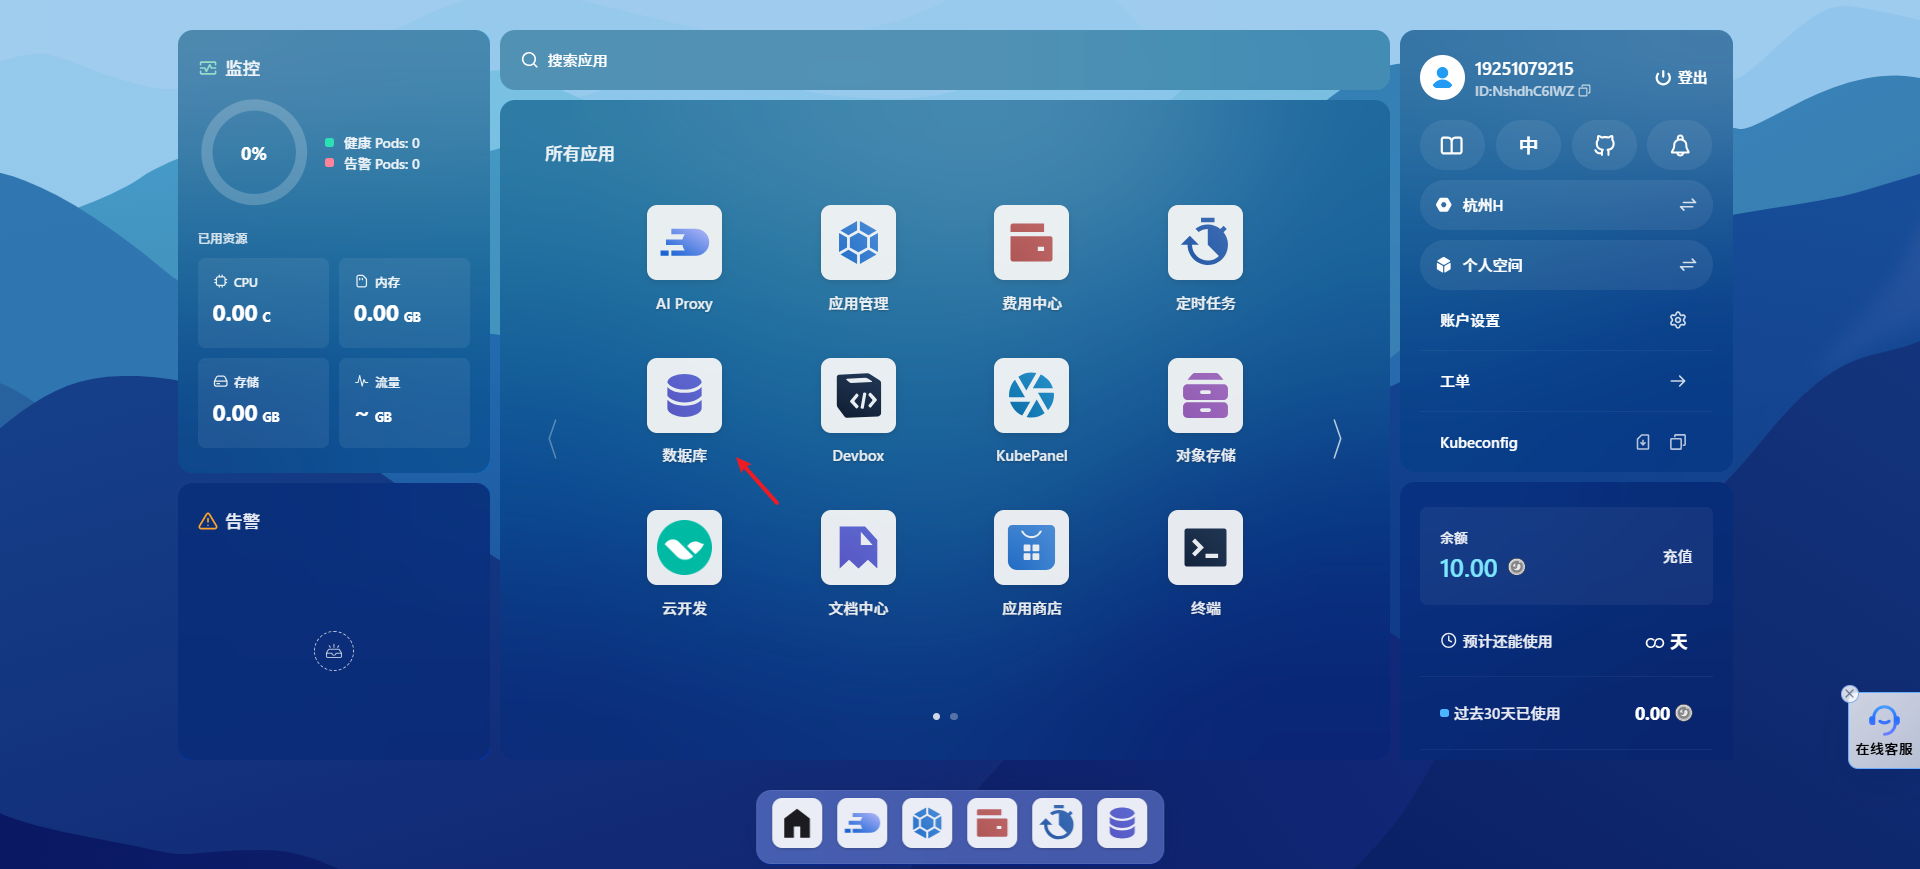 监控
0%
健康 Pods: 0
告警 Pods: 0
已用资源
CPU
0.00 C
内存
0.00 GB
存储
0.00 GB
流量
~ GB
告警
搜索应用
所有应用
AI Proxy
应用管理
费用中心
定时任务
数据库
Devbox
KubePanel
对象存储
云开发
文档中心
应用商店
终端
19251079215
ID:NshdhC6IWZ
登出
中
杭州H
个人空间
账户设置
工单
Kubeconfig
余额
10.00
充值
预计还能使用
∞ 天
过去30天已使用
0.00
在线客服